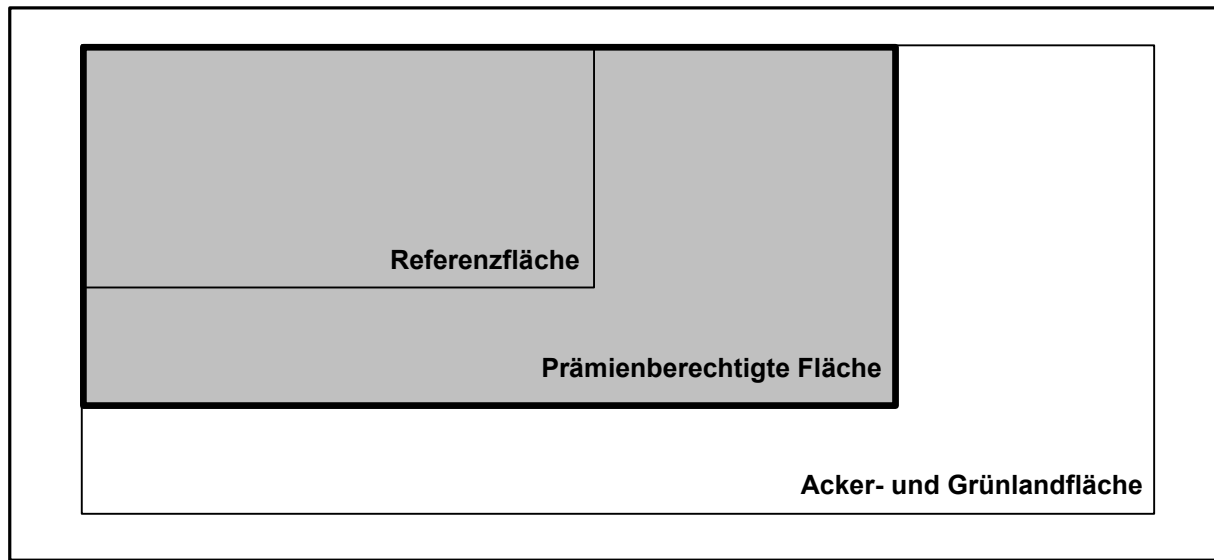 Referenzfläche
Prämienberechtigte Fläche
Acker- und Grünlandfläche